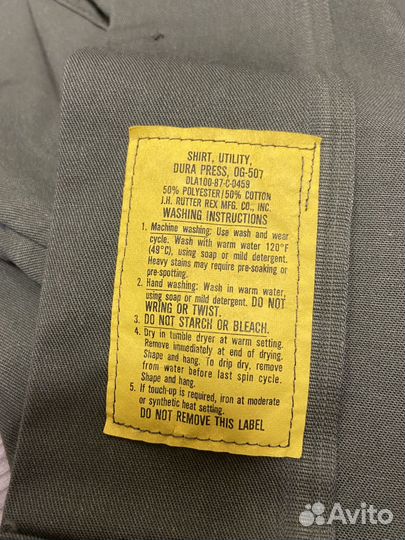 SHIRT, UTILITY,
DURA PRESS, OG-507
DLA100-87-C-0459
50% POLYESTER/50% COTTON
J.H. RUTTER REX MFG. CO., INC.
WASHING INSTRUCTIONS
1. Machine washing: Use wash and wear
cycle. Wash with warm water 120°F
(49°C), using soap or mild detergent.
Heavy stains may require pre-soaking or
pre-spotting.
2. Hand washing: Wash in warm water,
using soap or mild detergent. DO NOT
WRING OR TWIST.
3. DO NOT STARCH OR BLEACH.
4. Dry in tumble dryer at warm setting.
Remove immediately at end of drying.
Shape and hang. To drip dry, remove
from water before last spin cycle.
Shape and hang.
5. If touch-up is required, iron at moderate
or synthetic heat setting.
DO NOT REMOVE THIS LABEL
Avito